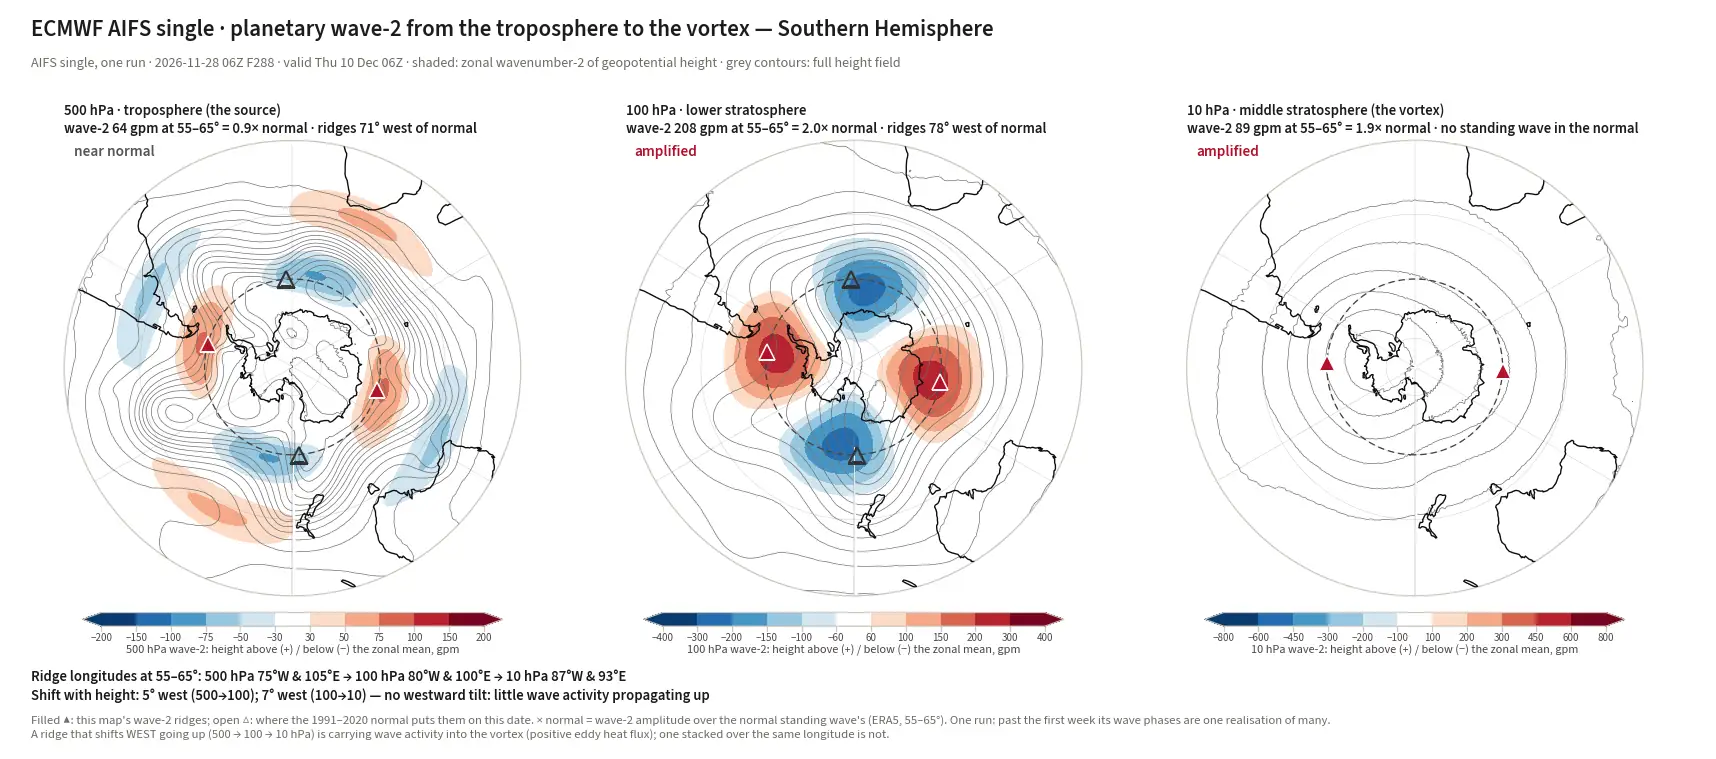 ECMWF AIFS single · planetary wave-2 from the troposphere to the vortex — Southern Hemisphere
AIFS single, one run · 2026-11-28 06Z F288 · valid Thu 10 Dec 06Z · shaded: zonal wavenumber-2 of geopotential height · grey contours: full height field
500 hPa · troposphere (the source)
wave-2 64 gpm at 55–65° = 0.9× normal · ridges 71° west of normal
near normal
100 hPa · lower stratosphere
wave-2 208 gpm at 55–65° = 2.0× normal · ridges 78° west of normal
amplified
10 hPa · middle stratosphere (the vortex)
wave-2 89 gpm at 55–65° = 1.9× normal · no standing wave in the normal
amplified
−200 −150 −100 −75 −50 −30 30 50 75 100 150 200
500 hPa wave-2: height above (+) / below (−) the zonal mean, gpm
−400 −300 −200 −150 −100 −60 60 100 150 200 300 400
100 hPa wave-2: height above (+) / below (−) the zonal mean, gpm
−800 −600 −450 −300 −200 −100 100 200 300 450 600 800
10 hPa wave-2: height above (+) / below (−) the zonal mean, gpm
Ridge longitudes at 55–65°: 500 hPa 75°W & 105°E → 100 hPa 80°W & 100°E → 10 hPa 87°W & 93°E
Shift with height: 5° west (500→100); 7° west (100→10) — no westward tilt: little wave activity propagating up
Filled ▲: this map's wave-2 ridges; open △: where the 1991–2020 normal puts them on this date. × normal = wave-2 amplitude over the normal standing wave's (ERA5, 55–65°). One run: past the first week its wave phases are one realisation of many.
A ridge that shifts WEST going up (500 → 100 → 10 hPa) is carrying wave activity into the vortex (positive eddy heat flux); one stacked over the same longitude is not.